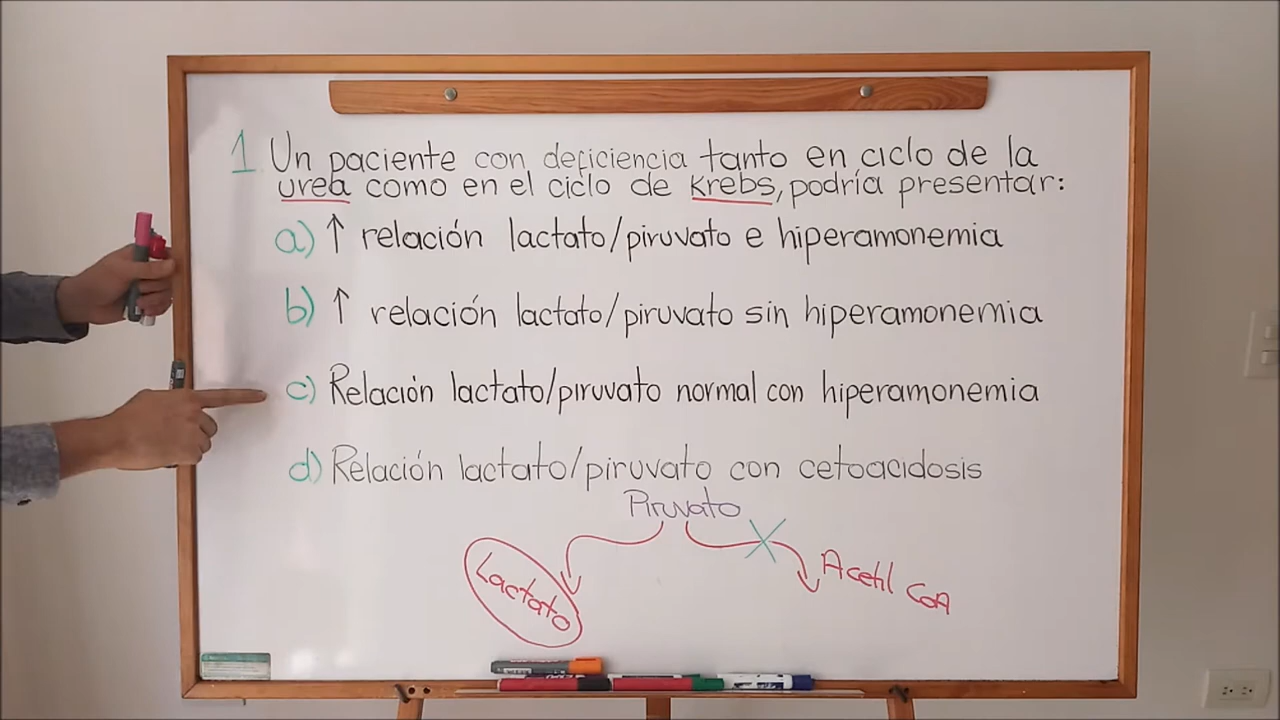 1 Un paciente con deficiencia tanto en ciclo de la
urea como en el ciclo de Krebs, podría presentar:
a) ↑ relación lactato/piruvato e hiperamonemia
b) ↑ relación lactato/piruvato sin hiperamonemia
c) Relación lactato/piruvato normal con hiperamonemia
d) Relación lactato/piruvato con cetoacidosis
Piruvato
Lactato
Acetil CoA